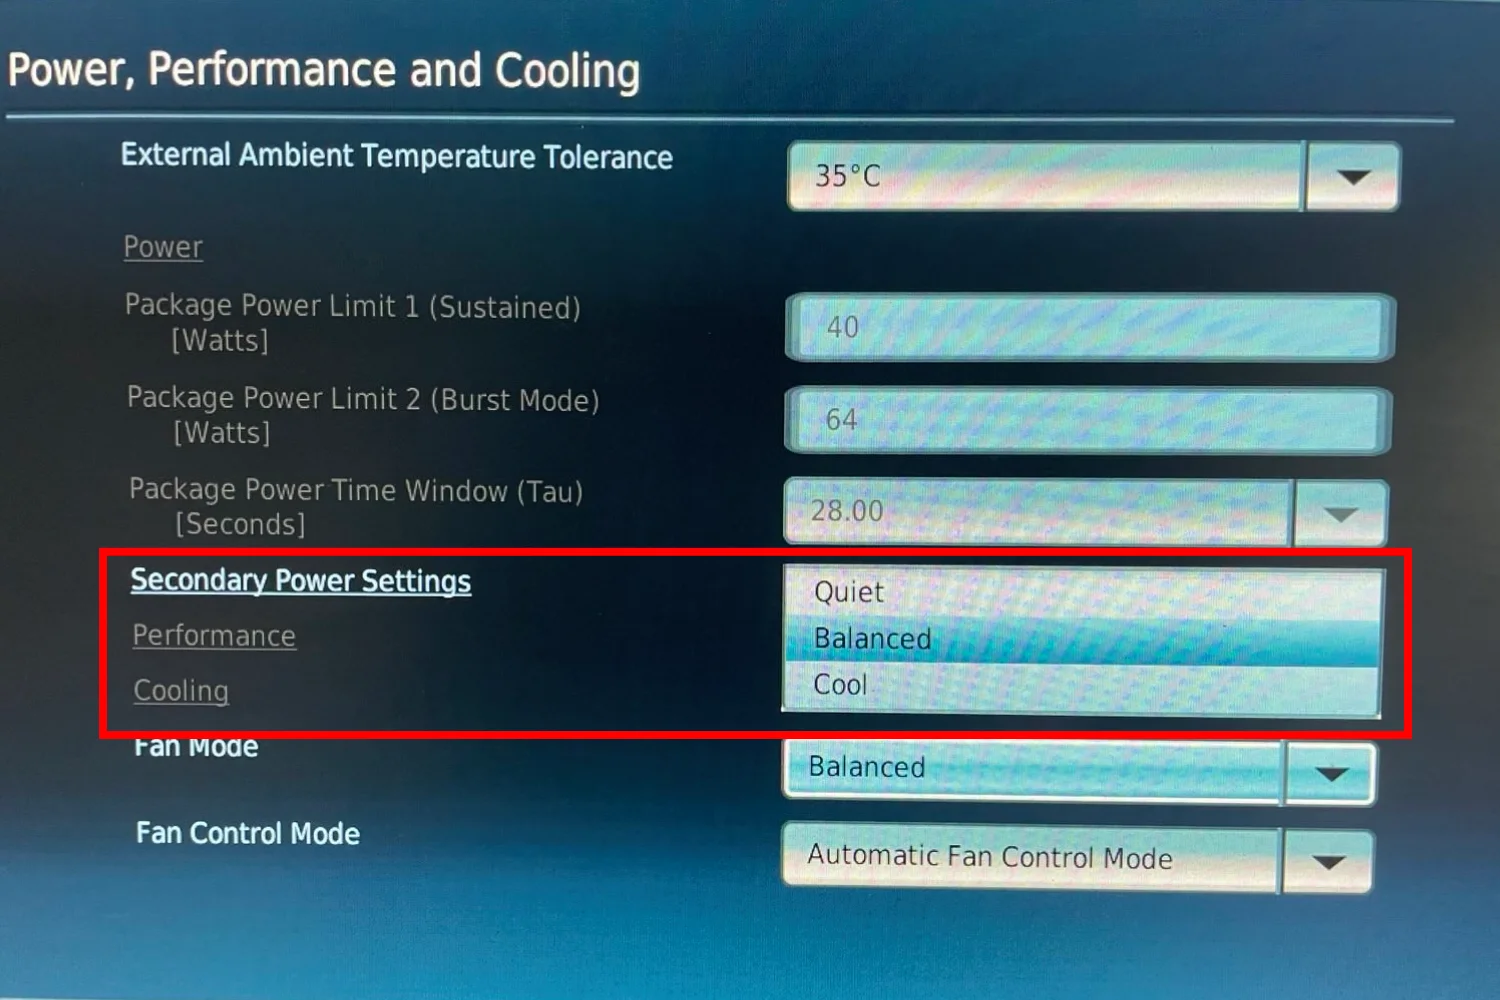 Power, Performance and Cooling
External Ambient Temperature Tolerance
35°C
Power
Package Power Limit 1 (Sustained)
[Watts]
40
Package Power Limit 2 (Burst Mode)
[Watts]
64
Package Power Time Window (Tau)
[Seconds]
28.00
Secondary Power Settings
Quiet
Performance
Balanced
Cooling
Cool
Fan Mode
Balanced
Fan Control Mode
Automatic Fan Control Mode